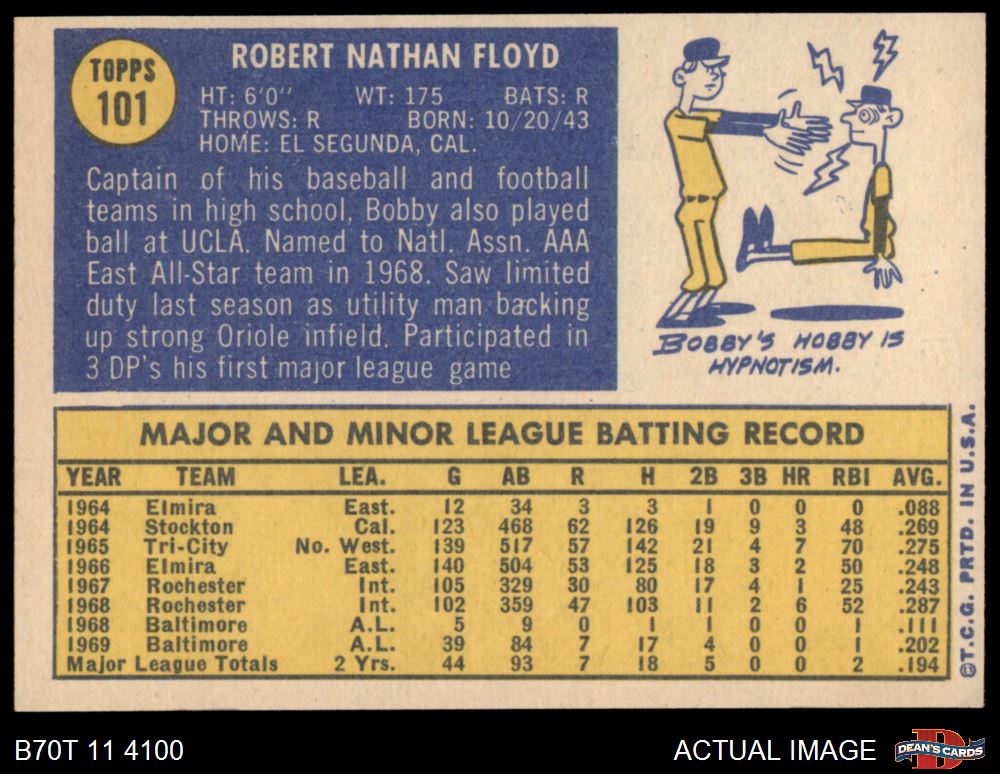 TOPPS
101
ROBERT NATHAN FLOYD
HT: 6'0" WT: 175 BATS: R
THROWS: R BORN: 10/20/43
HOME: EL SEGUNDA, CAL.
Captain of his baseball and football
teams in high school, Bobby also played
ball at UCLA. Named to Natl. Assn. AAA
East All-Star team in 1968. Saw limited
duty last season as utility man backing
up strong Oriole infield. Participated in
3 DP's his first major league game
BOBBY'S HOBBY IS
HYPNOTISM.
MAJOR AND MINOR LEAGUE BATTING RECORD
YEAR TEAM LEA. G AB R H 2B 3B HR RBI AVG.
1964 Elmira East. 12 34 3 3 1 0 0 0 .088
1964 Stockton Cal. 123 468 62 126 19 9 3 48 .269
1965 Tri-City No. West. 139 517 57 142 21 4 7 70 .275
1966 Elmira East. 140 504 53 125 18 3 2 50 .248
1967 Rochester Int. 105 329 30 80 17 4 1 25 .243
1968 Rochester Int. 102 359 47 103 11 2 6 52 .287
1968 Baltimore A.L. 5 9 0 1 1 0 0 1 .111
1969 Baltimore A.L. 39 84 7 17 4 0 0 1 .202
Major League Totals 2 Yrs. 44 93 7 18 5 0 0 2 .194
©T.C.G. PRTD. IN U.S.A.
B70T 11 4100
ACTUAL IMAGE
DEAN'S CARDS